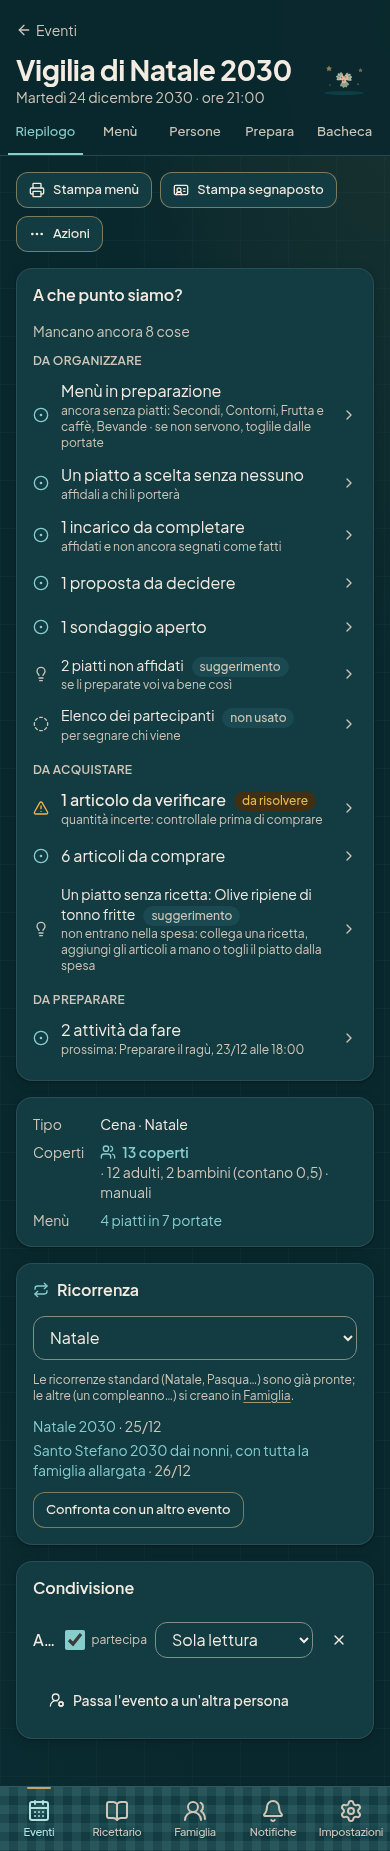 Eventi
Vigilia di Natale 2030
Martedì 24 dicembre 2030 · ore 21:00
Riepilogo Menù Persone Prepara Bacheca
Stampa menù Stampa segnaposto
Azioni
A che punto siamo?
Mancano ancora 8 cose
DA ORGANIZZARE
Menù in preparazione
ancora senza piatti: Secondi, Contorni, Frutta e
caffè, Bevande · se non servono, toglile dalle
portate
Un piatto a scelta senza nessuno
affidali a chi li porterà
1 incarico da completare
affidati e non ancora segnati come fatti
1 proposta da decidere
1 sondaggio aperto
2 piatti non affidati suggerimento
se li preparate voi va bene così
Elenco dei partecipanti non usato
per segnare chi viene
DA ACQUISTARE
1 articolo da verificare da risolvere
quantità incerte: controllale prima di comprare
6 articoli da comprare
Un piatto senza ricetta: Olive ripiene di
tonno fritte suggerimento
non entrano nella spesa: collega una ricetta,
aggiungi gli articoli a mano o togli il piatto dalla
spesa
DA PREPARARE
2 attività da fare
prossima: Preparare il ragù, 23/12 alle 18:00
Tipo Cena · Natale
Coperti 13 coperti
· 12 adulti, 2 bambini (contano 0,5) ·
manuali
Menù 4 piatti in 7 portate
Ricorrenza
Natale
Le ricorrenze standard (Natale, Pasqua…) sono già pronte;
le altre (un compleanno…) si creano in Famiglia.
Natale 2030 · 25/12
Santo Stefano 2030 dai nonni, con tutta la
famiglia allargata · 26/12
Confronta con un altro evento
Condivisione
A… partecipa Sola lettura
Passa l'evento a un'altra persona
Eventi Ricettario Famiglia Notifiche Impostazioni